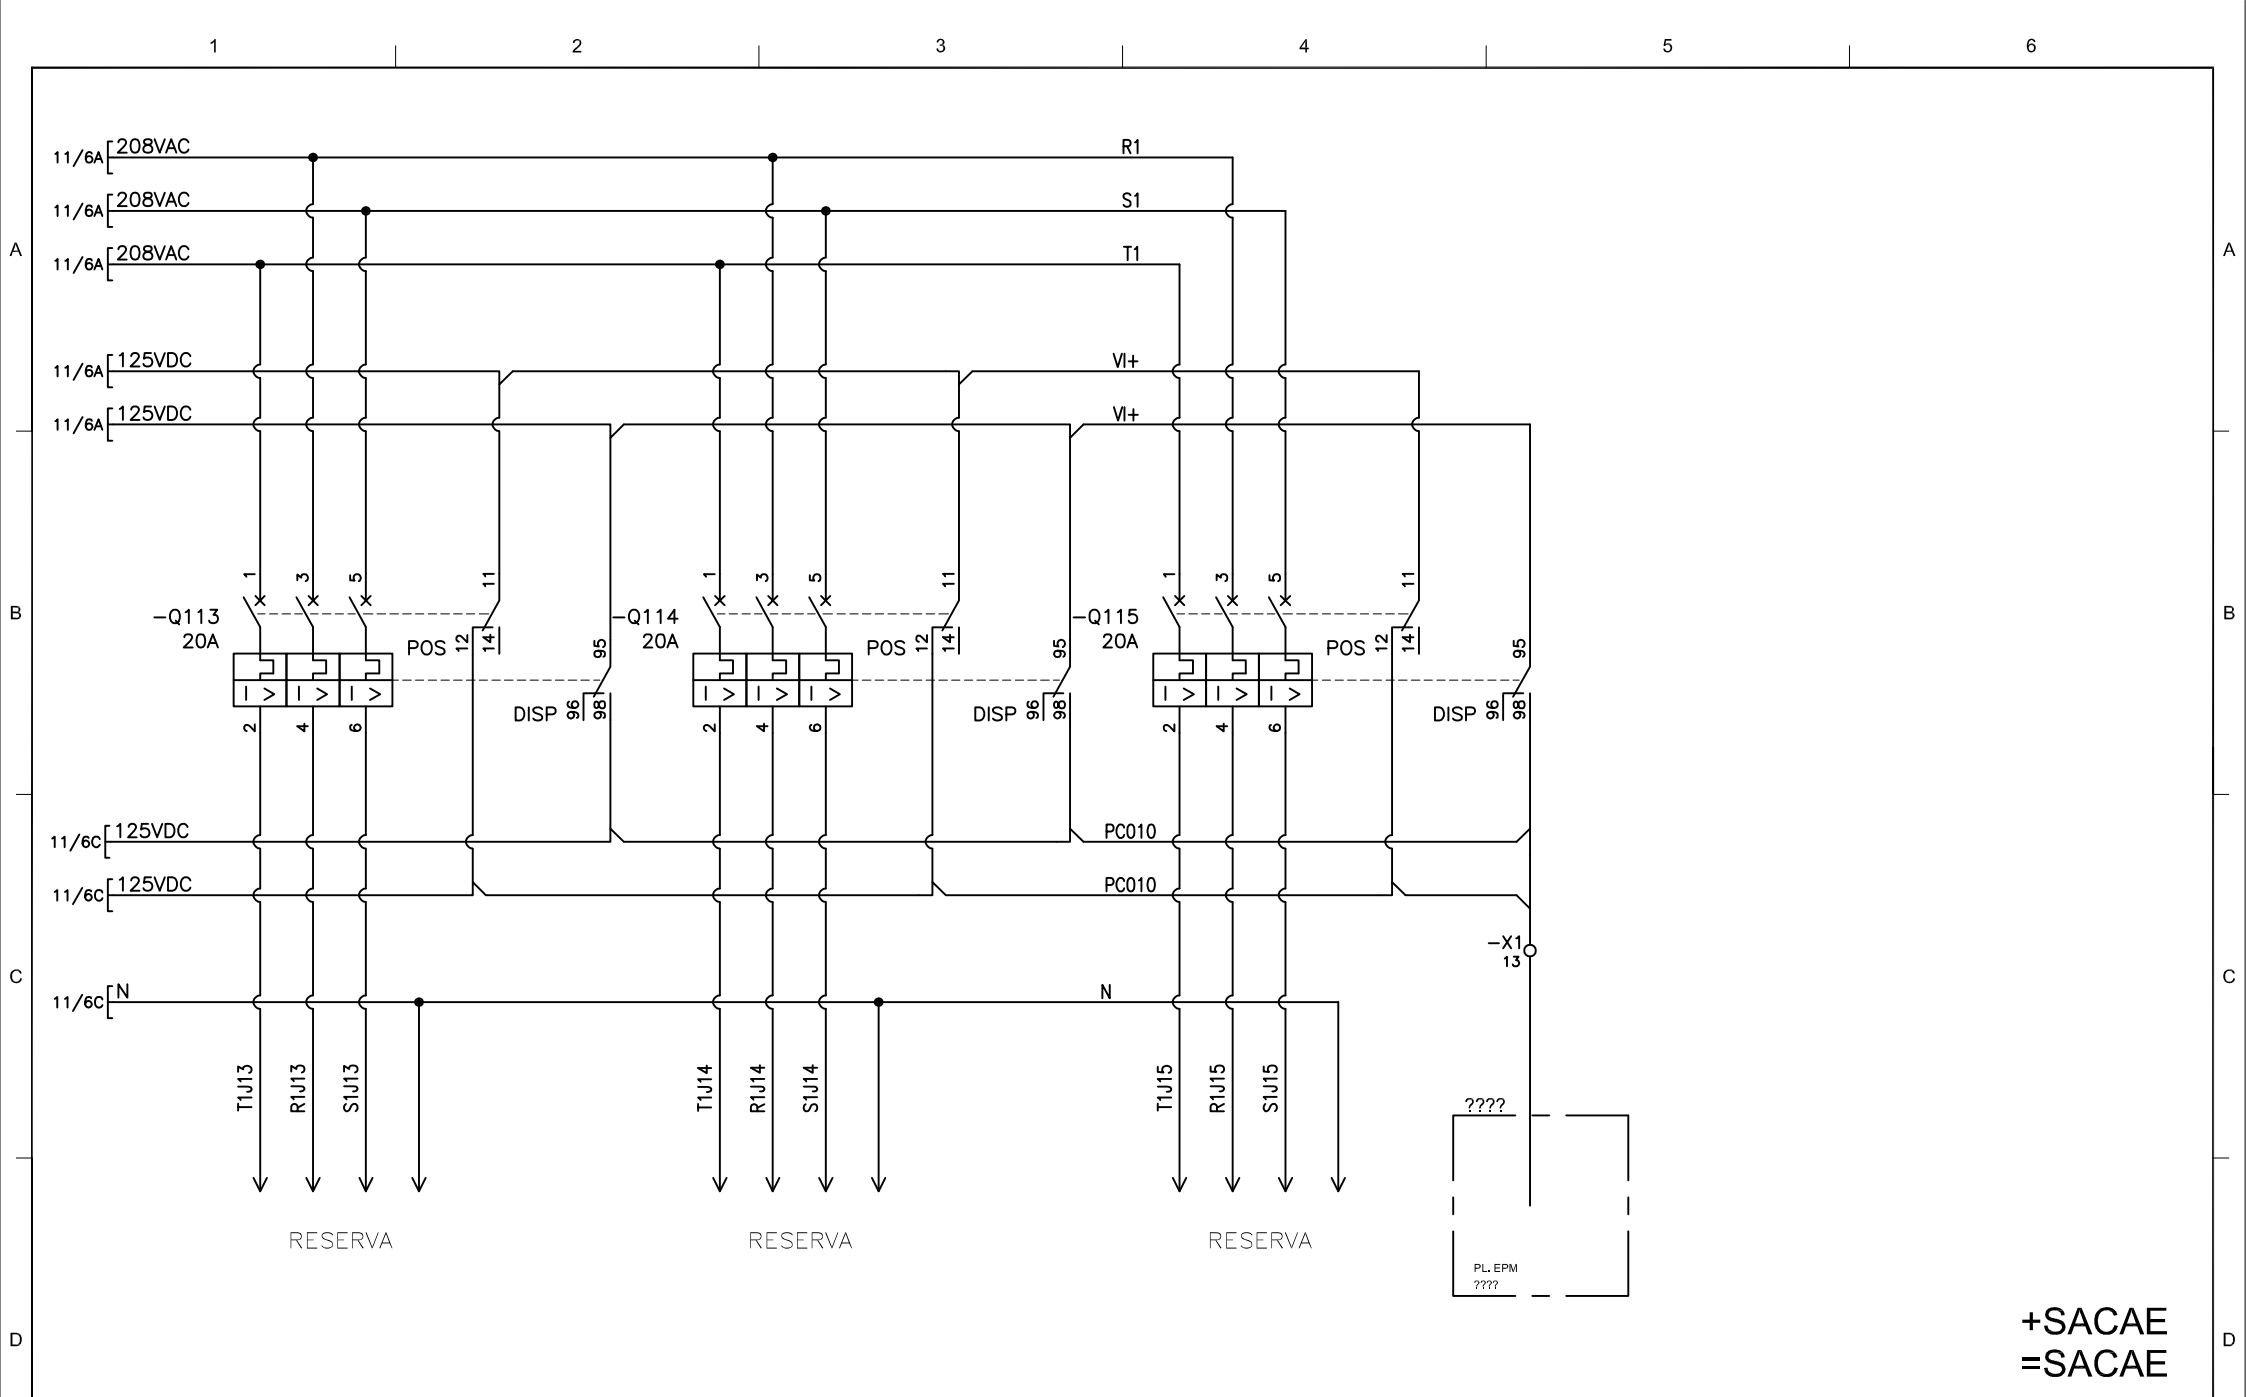 1 2 3 4 5 6
11/6A 208VAC R1
11/6A 208VAC S1
A A
11/6A 208VAC T1
11/6A 125VDC VI+
11/6A 125VDC VI+
1 3 5 11 1 3 5 11 1 3 5 11
B B
-Q113 -Q114 -Q115
20A 20A 20A
POS 12 14 95 POS 12 14 95 POS 12 14 95
I > I > I > I > I > I > I > I > I >
DISP 96 98 DISP 96 98 DISP 96 98
2 4 6 2 4 6 2 4 6
11/6C 125VDC PC010
11/6C 125VDC PC010
-X1
13
C C
11/6C N N
T1J13 R1J13 S1J13 T1J14 R1J14 S1J14 T1J15 R1J15 S1J15
????
RESERVA RESERVA RESERVA
PL. EPM
????
+SACAE
D D
=SACAE